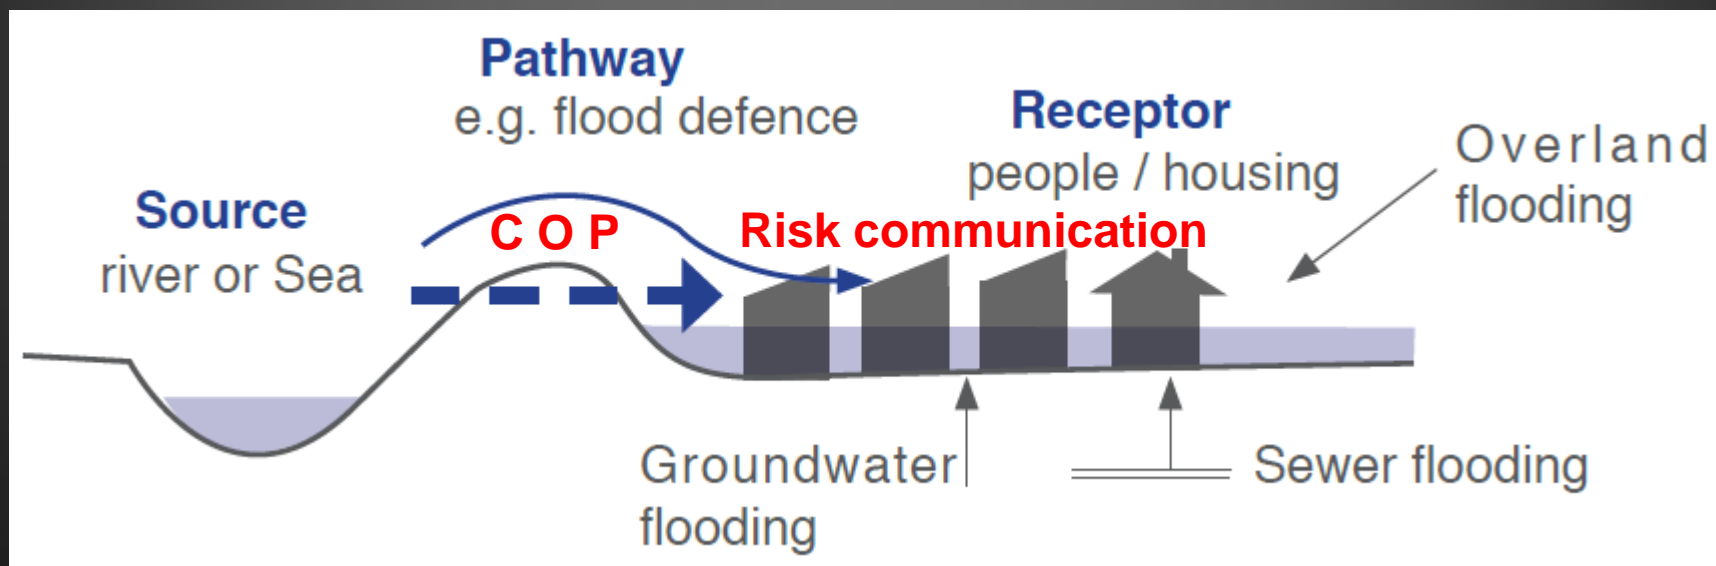 Pathway
e.g. flood defence
Receptor
people / housing
Overland
flooding
Source
river or Sea
C O P
Risk communication
Groundwater
flooding
Sewer flooding